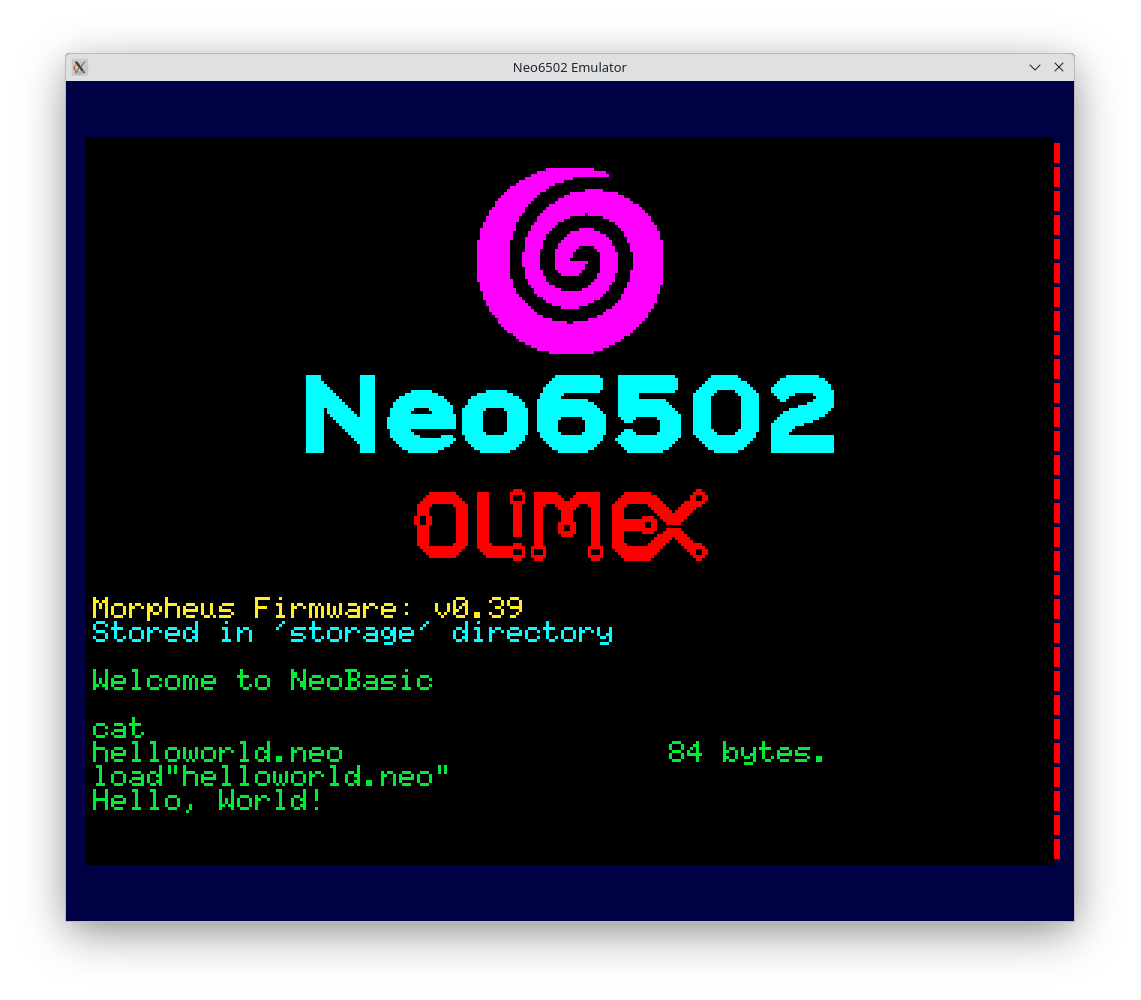 Neo6502 Emulator
Neo6502
OLIMEX
Morpheus Firmware: v0.39
Stored in ´storage´ directory
Welcome to NeoBasic
cat
helloworld.neo 84 bytes.
load"helloworld.neo"
Hello, World!